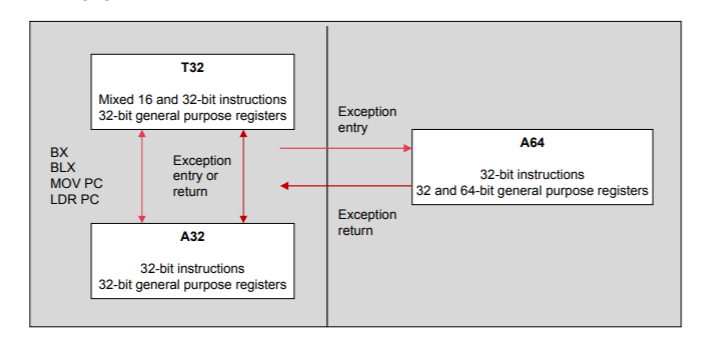 T32
Mixed 16 and 32-bit instructions
32-bit general purpose registers
BX
BLX
MOV PC
LDR PC
Exception
entry or
return
A32
32-bit instructions
32-bit general purpose registers
Exception
entry
A64
32-bit instructions
32 and 64-bit general purpose registers
Exception
return